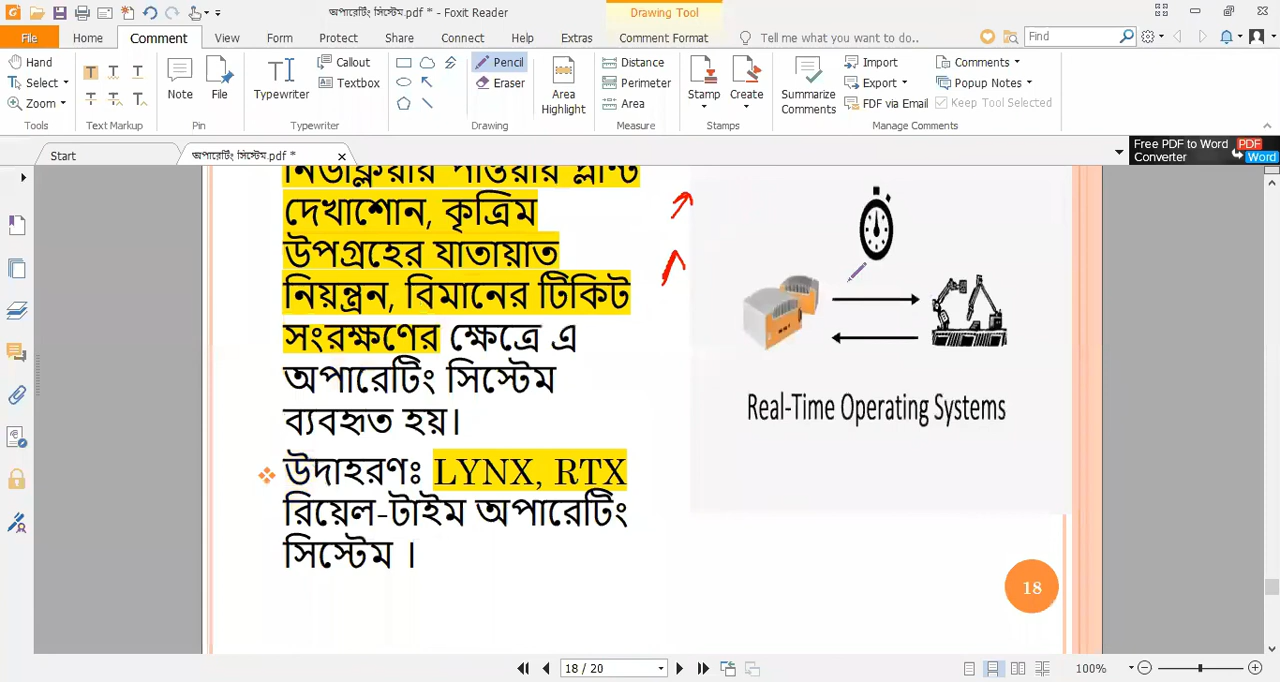 অপারেটিং সিস্টেম.pdf * - Foxit Reader
Drawing Tool
File Home Comment View Form Protect Share Connect Help Extras Comment Format Tell me what you want to do.. Find
Hand
Select
Zoom
Tools
Text Markup
Note
File
Pin
Typewriter
Callout
Textbox
Typewriter
Pencil
Eraser
Drawing
Area Highlight
Distance
Perimeter
Area
Measure
Stamp
Create
Stamps
Summarize Comments
Import
Export
FDF via Email
Comments
Popup Notes
Keep Tool Selected
Manage Comments
Start
অপারেটিং সিস্টেম.pdf *
Free PDF to Word Converter
PDF
Word
পাওয়ার প্লান্ট
দেখাশোন, কৃত্রিম
উপগ্রহের যাতায়াত
নিয়ন্ত্রন, বিমানের টিকিট
সংরক্ষণের ক্ষেত্রে এ
অপারেটিং সিস্টেম
ব্যবহৃত হয়।
উদাহরণঃ LYNX, RTX
রিয়েল-টাইম অপারেটিং
সিস্টেম ।
Real-Time Operating Systems
18
18 / 20
100%